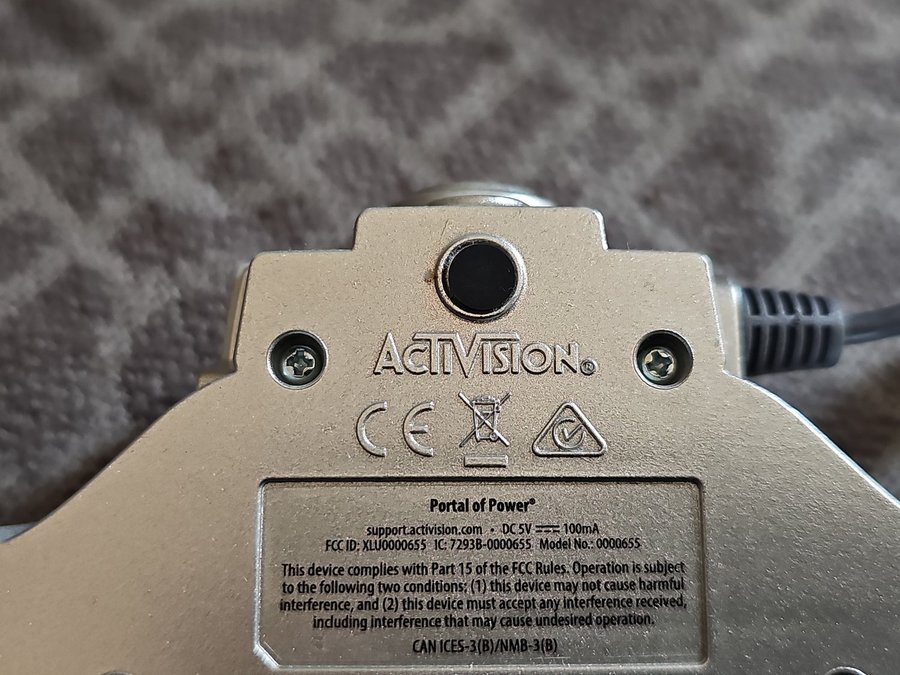 ACTIVISION®
CE
Portal of Power®
support.activision.com • DC 5V ⎓ 100mA
FCC ID: XLU0000655 IC: 7293B-0000655 Model No.: 0000655
This device complies with Part 15 of the FCC Rules. Operation is subject
to the following two conditions: (1) this device may not cause harmful
interference, and (2) this device must accept any interference received,
including interference that may cause undesired operation.
CAN ICES-3(B)/NMB-3(B)